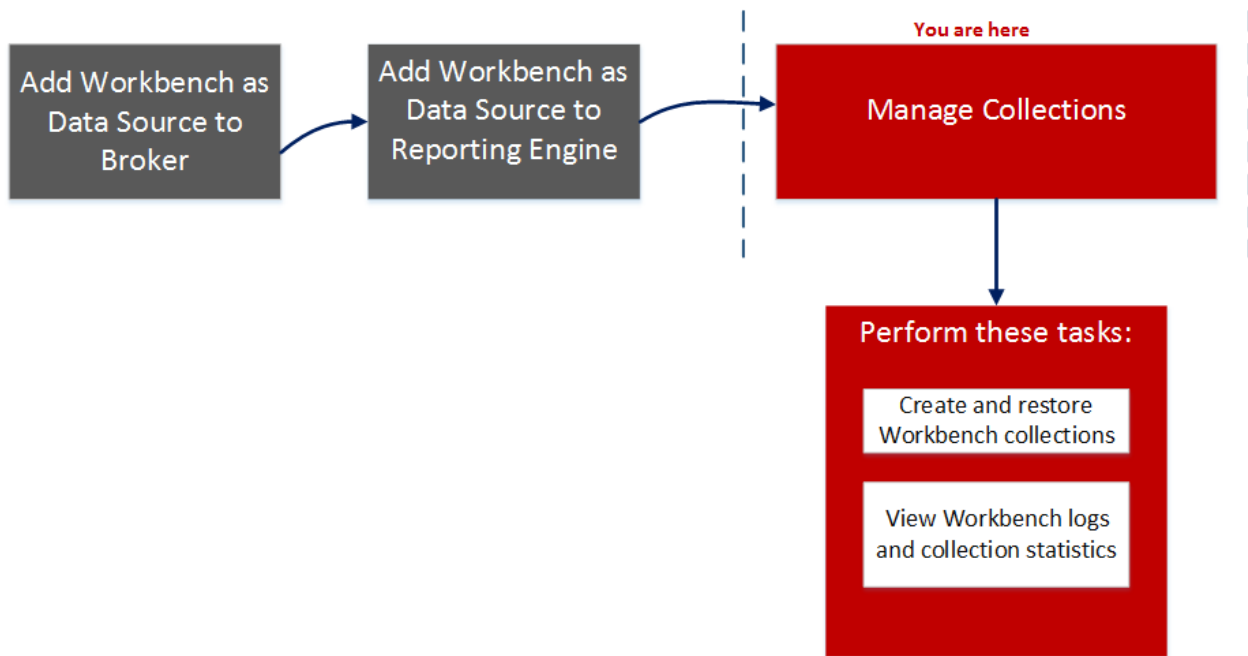 You are here
Add Workbench as
Data Source to
Broker
Add Workbench as
Data Source to
Reporting Engine
Manage Collections
Perform these tasks:
Create and restore
Workbench collections
View Workbench logs
and collection statistics